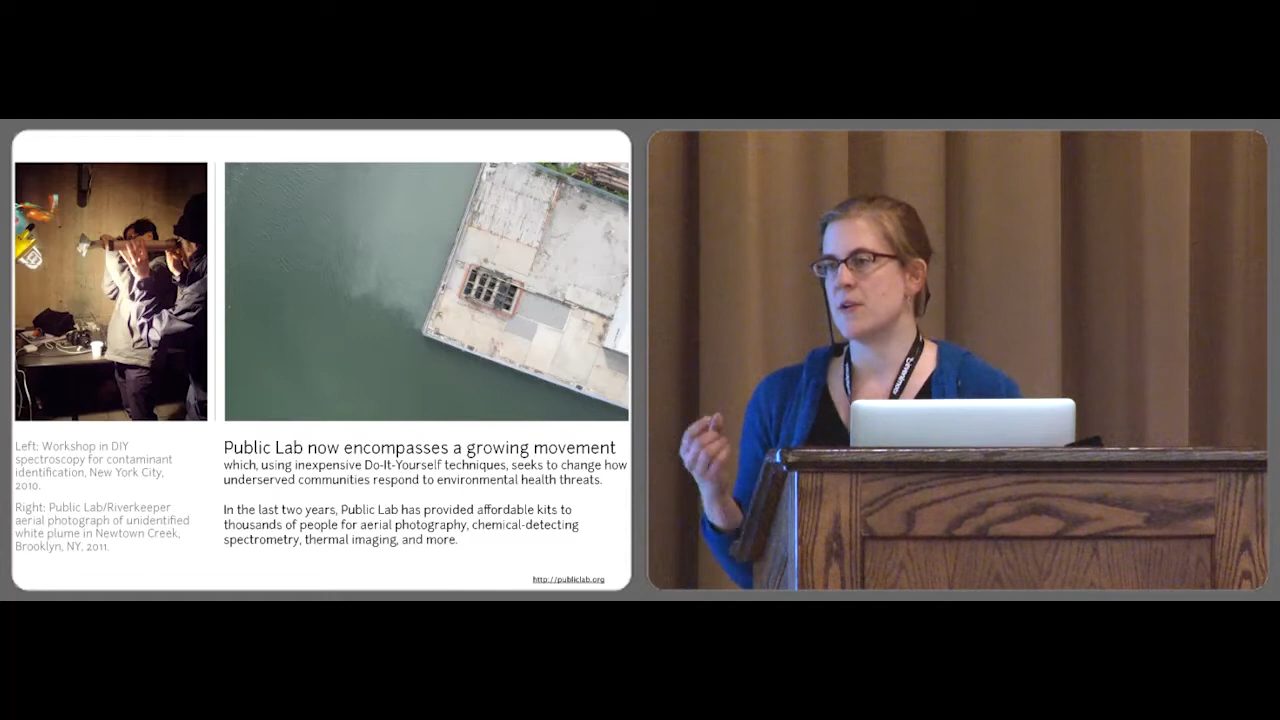 Left: Workshop in DIY
spectroscopy for contaminant
identification, New York City,
2010.
Right: Public Lab/Riverkeeper
aerial photograph of unidentified
white plume in Newtown Creek,
Brooklyn, NY, 2011.
Public Lab now encompasses a growing movement
which, using inexpensive Do-It-Yourself techniques, seeks to change how
underserved communities respond to environmental health threats.
In the last two years, Public Lab has provided affordable kits to
thousands of people for aerial photography, chemical-detecting
spectrometry, thermal imaging, and more.
http://publiclab.org